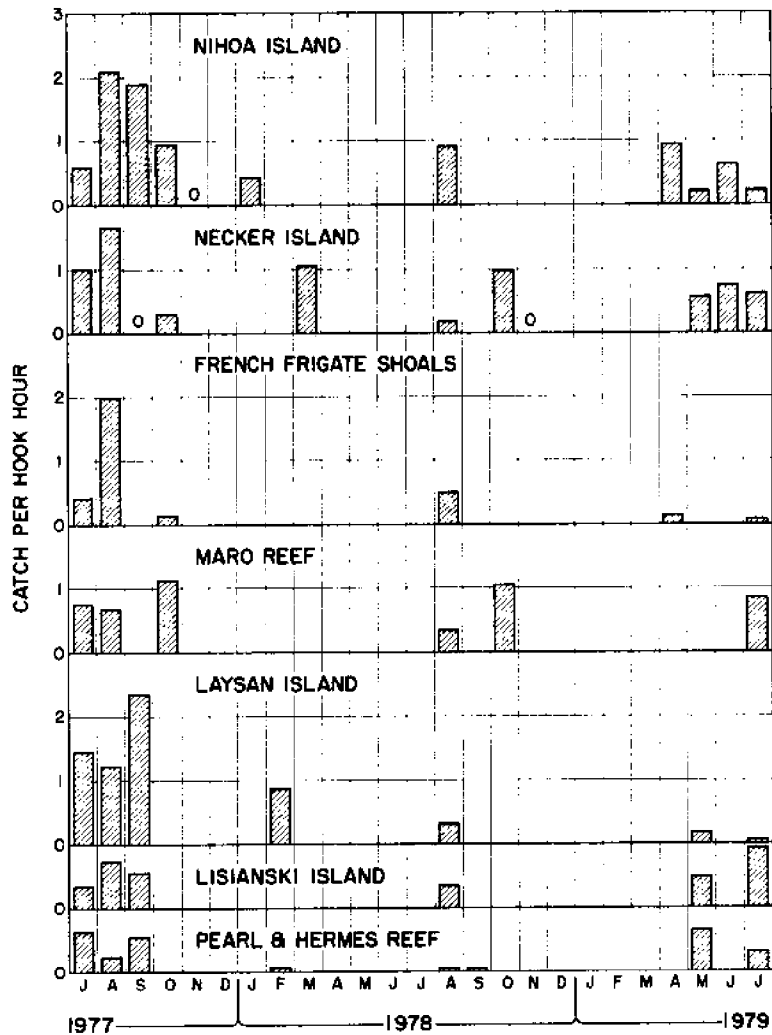 3
NIHOA ISLAND
2
1
0
0
NECKER ISLAND
1
0
0
0
FRENCH FRIGATE SHOALS
2
1
0
MARO REEF
1
0
LAYSAN ISLAND
2
1
0
LISIANSKI ISLAND
0
PEARL & HERMES REEF
0
CATCH PER HOOK HOUR
J A S O N D J F M A M J J A S O N D J F M A M J J
1977 1978 1979